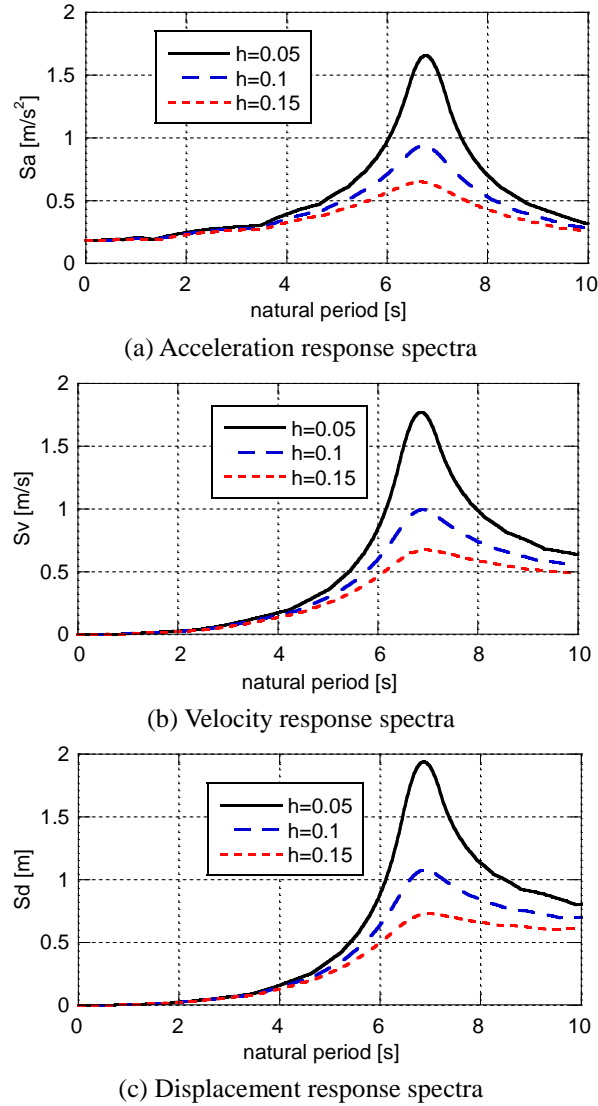 2
1.5
1
0.5
0
Sa [m/s²]
h=0.05
h=0.1
h=0.15
0 2 4 6 8 10
natural period [s]
(a) Acceleration response spectra
2
1.5
1
0.5
0
Sv [m/s]
h=0.05
h=0.1
h=0.15
0 2 4 6 8 10
natural period [s]
(b) Velocity response spectra
2
1.5
1
0.5
0
Sd [m]
h=0.05
h=0.1
h=0.15
0 2 4 6 8 10
natural period [s]
(c) Displacement response spectra